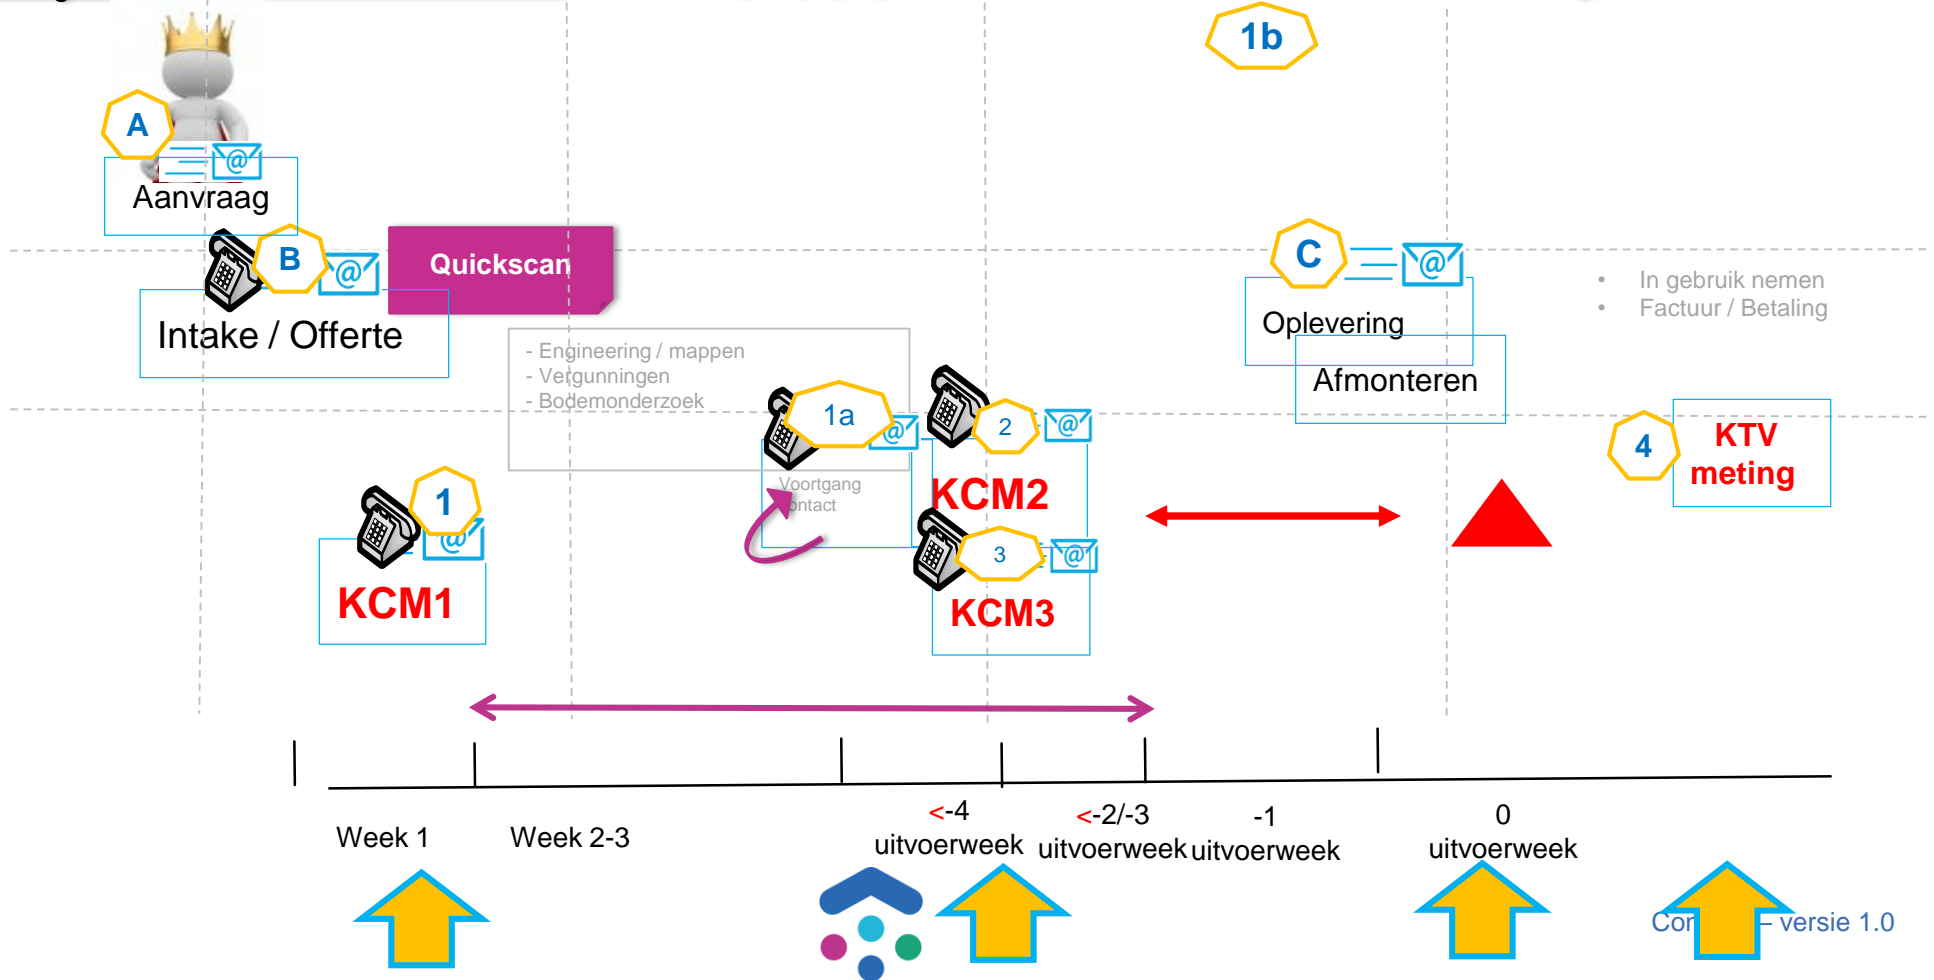 1b
A
Aanvraag
B
Quickscan
Intake / Offerte
C
Oplevering
Afmonteren
• In gebruik nemen
• Factuur / Betaling
- Engineering / mappen
- Vergunningen
- Bodemonderzoek
1a
Voortgang
2
KCM2
3
KCM3
1
KCM1
4
KTV
meting
Week 1
Week 2-3
<-4
uitvoerweek
<-2/-3
uitvoerweek
-1
uitvoerweek
0
uitvoerweek
– versie 1.0